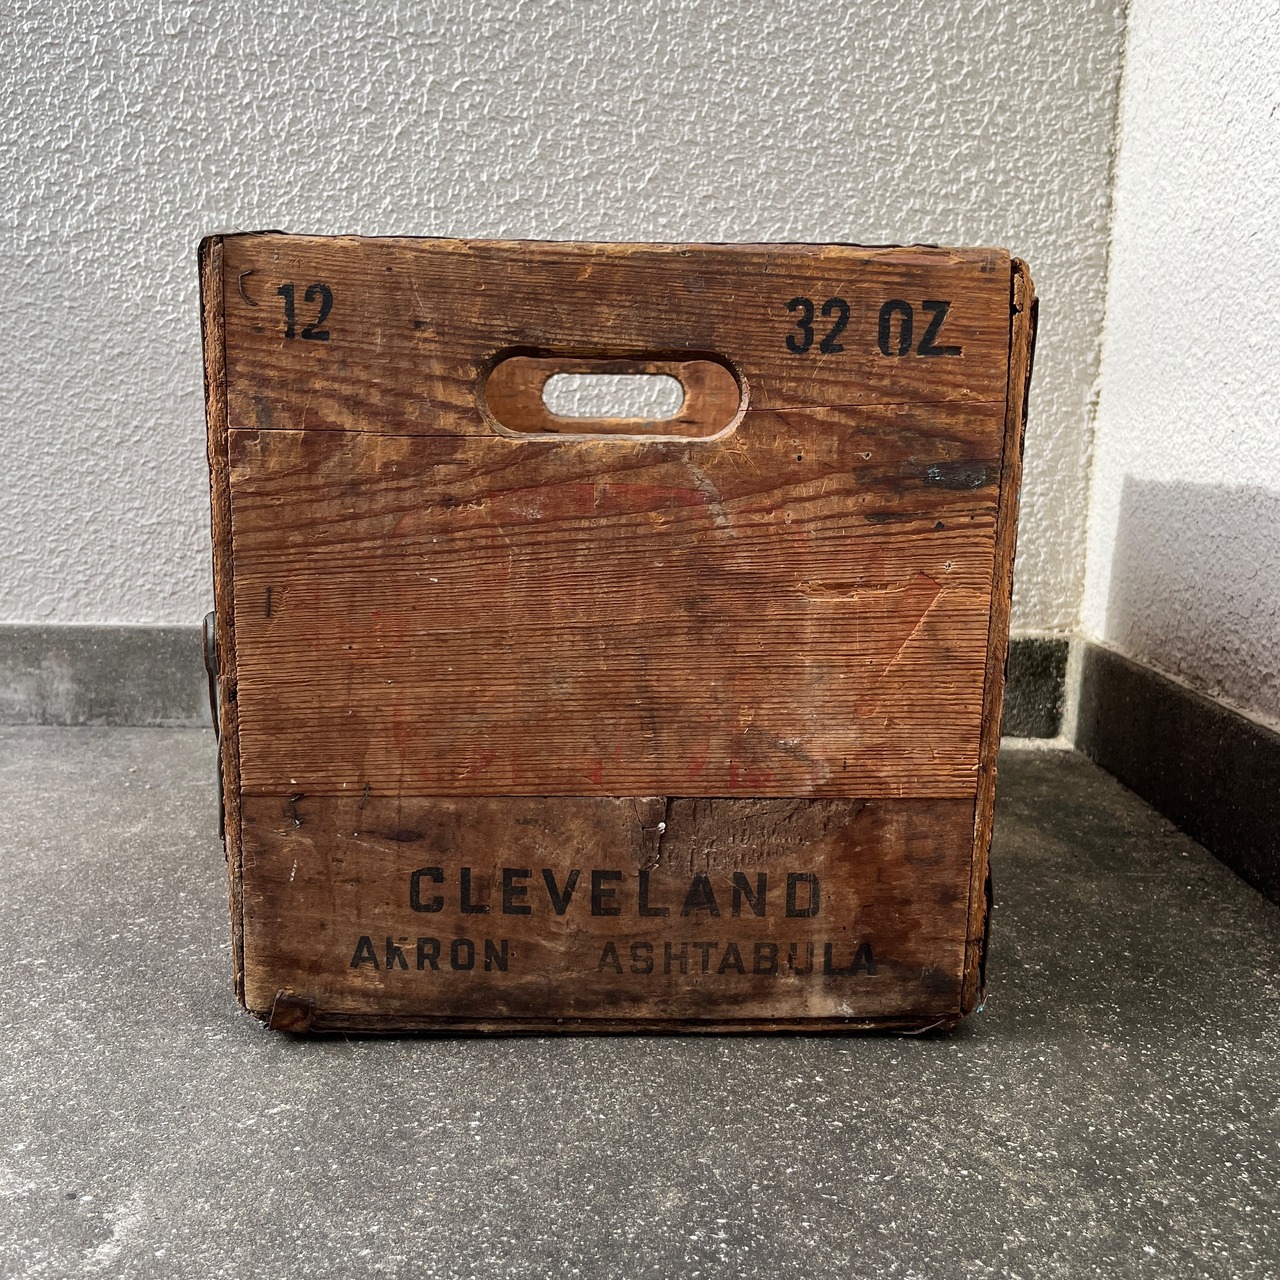 12 32 OZ
CLEVELAND
AKRON ASHTABULA